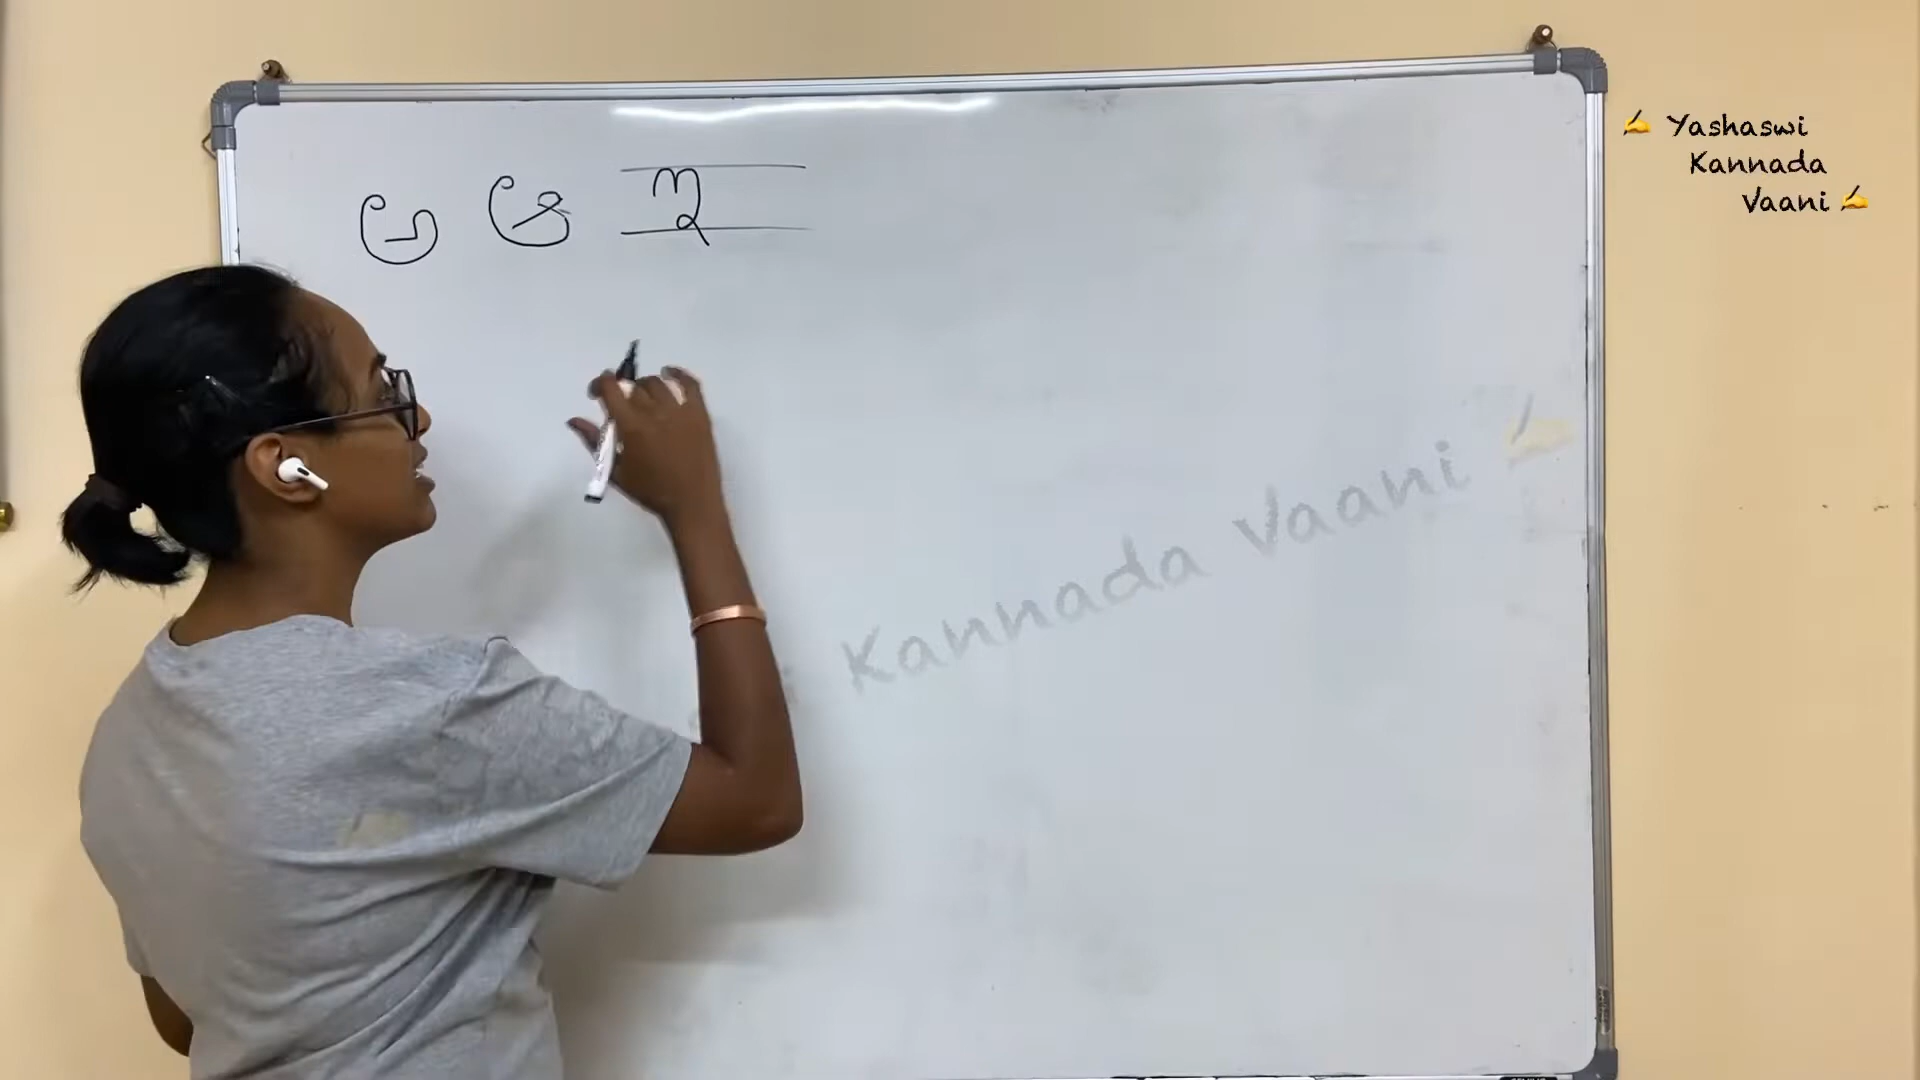 ಅ ಆ ಇ
✍️ Yashaswi
Kannada
Vaani ✍️
Kannada Vaani